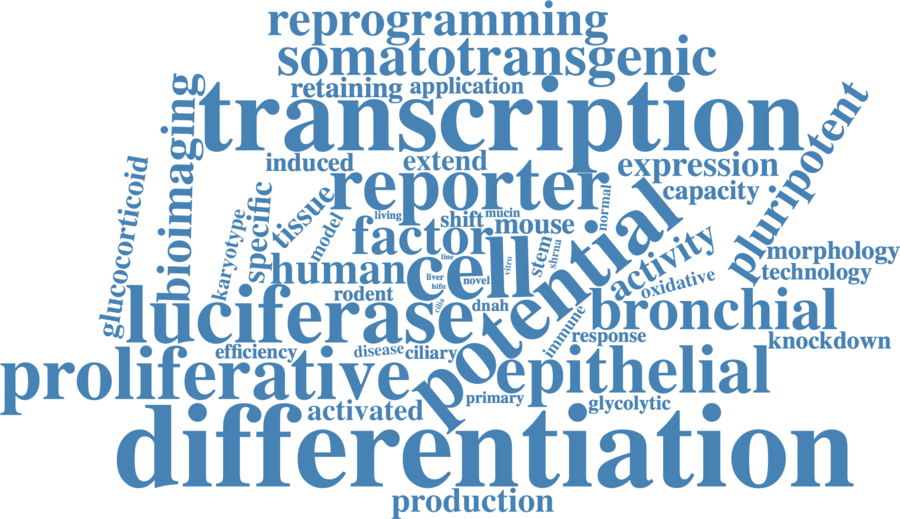 reprogramming
somatotransgenic
retaining application
transcription
induced extend expression
reporter capacity
bioimaging
glucocorticoid
karyotype
specific
tissue
model
living
shift mucin
normal
mouse
factor
pluripotent
potential
activity
oxidative
morphology
technology
human
cell
line
liver
hifα
novel
vitro
stem
shrna
rodent
cilia
dnah
luciferase
bronchial
immune
response
knockdown
efficiency
disease ciliary
proliferative
epithelial
primary
glycolytic
activated
differentiation
production